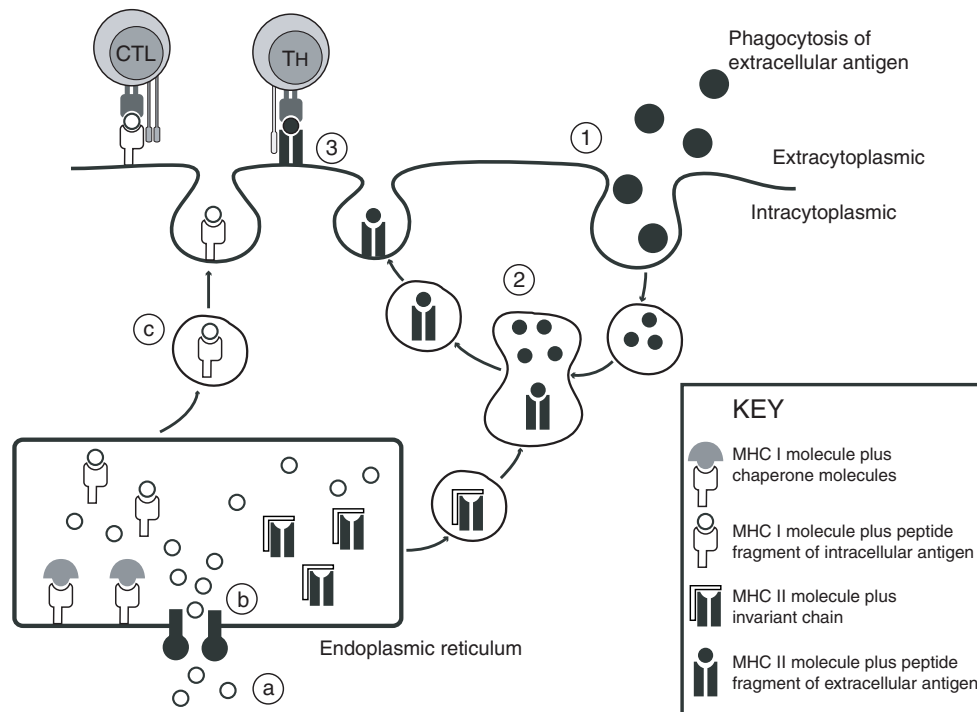 CTL
TH
Phagocytosis of
extracellular antigen
1
3
Extracytoplasmic
Intracytoplasmic
2
c
b
Endoplasmic reticulum
a
KEY
MHC I molecule plus
chaperone molecules
MHC I molecule plus peptide
fragment of intracellular antigen
MHC II molecule plus
invariant chain
MHC II molecule plus peptide
fragment of extracellular antigen